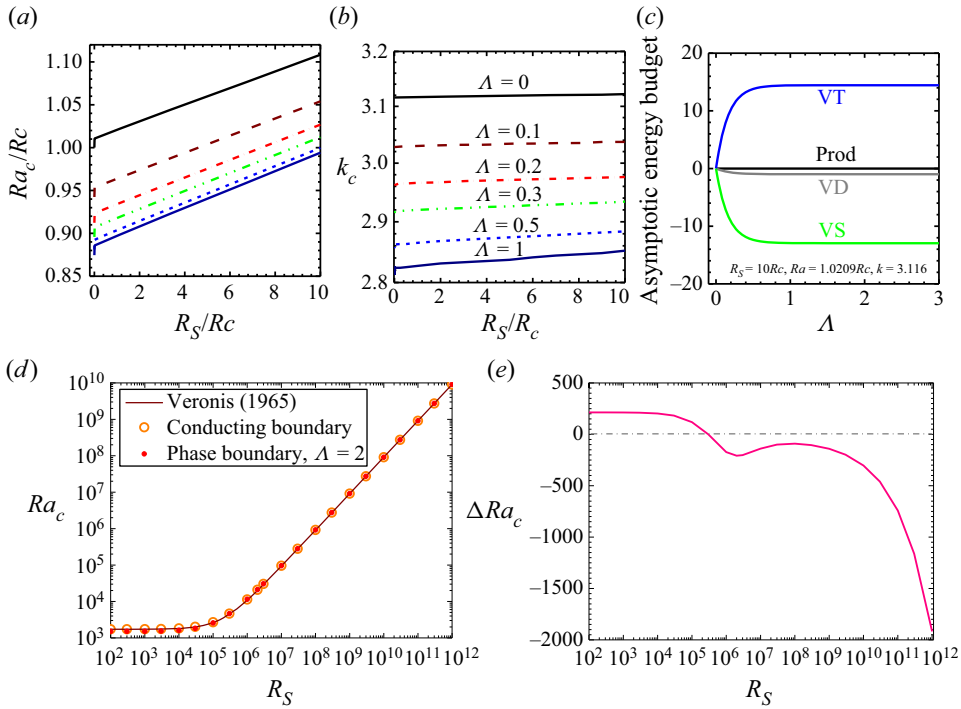 (a)
(b)
(c)
Ra_c/Rc
1.10
1.05
1.00
0.95
0.90
0.85
0 2 4 6 8 10
R_S/Rc
k_c
3.2
3.1
3.0
2.9
2.8
Λ = 0
Λ = 0.1
Λ = 0.2
Λ = 0.3
Λ = 0.5
Λ = 1
0 2 4 6 8 10
R_S/R_c
Asymptotic energy budget
20
10
0
−10
−20
VT
Prod
VD
VS
R_S = 10Rc, Ra = 1.0209Rc, k = 3.116
0 1 2 3
Λ
(d)
(e)
Ra_c
10^10
10^9
10^8
10^7
10^6
10^5
10^4
10^3
Veronis (1965)
Conducting boundary
Phase boundary, Λ = 2
10^2 10^3 10^4 10^5 10^6 10^7 10^8 10^9 10^10 10^11 10^12
R_S
ΔRa_c
500
0
−500
−1000
−1500
−2000
10^2 10^3 10^4 10^5 10^6 10^7 10^8 10^9 10^10 10^11 10^12
R_S